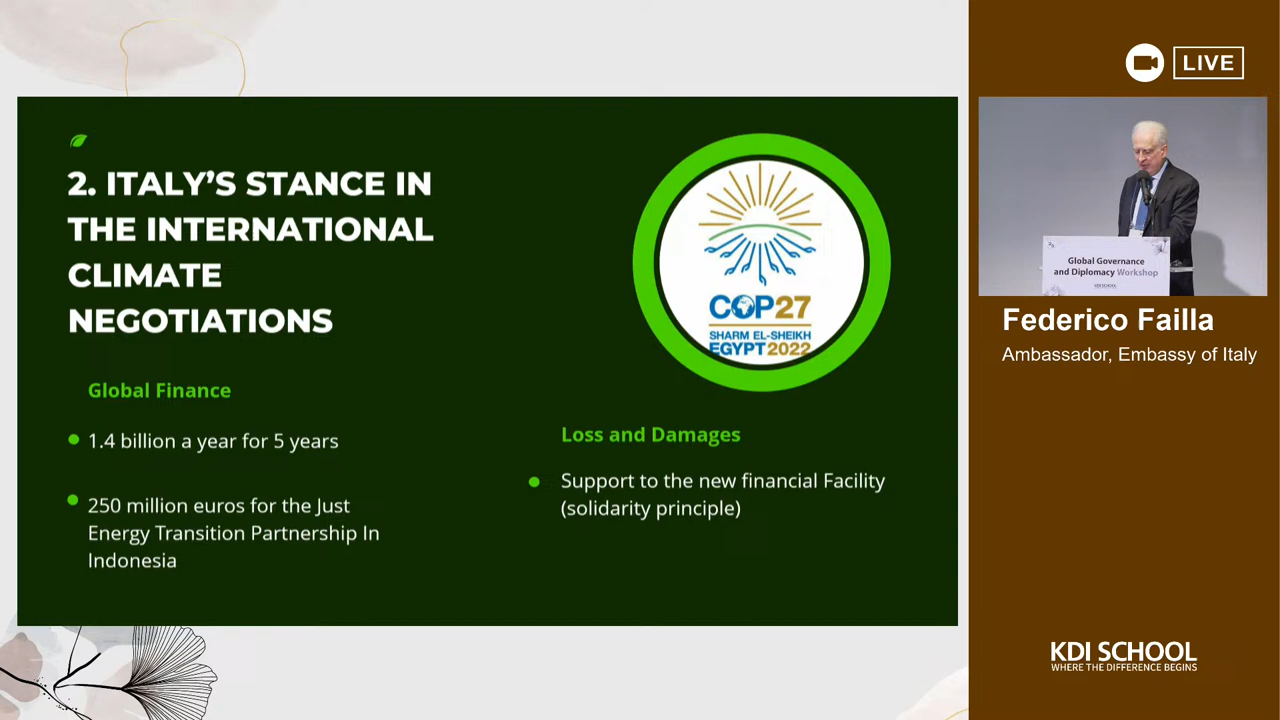 2. ITALY’S STANCE IN
THE INTERNATIONAL
CLIMATE
NEGOTIATIONS
Global Finance
1.4 billion a year for 5 years
250 million euros for the Just
Energy Transition Partnership In
Indonesia
COP27
SHARM EL-SHEIKH
EGYPT2022
Loss and Damages
Support to the new financial Facility
(solidarity principle)
LIVE
Global Governance
and Diplomacy Workshop
KDI SCHOOL
Federico Failla
Ambassador, Embassy of Italy
KDI SCHOOL
WHERE THE DIFFERENCE BEGINS